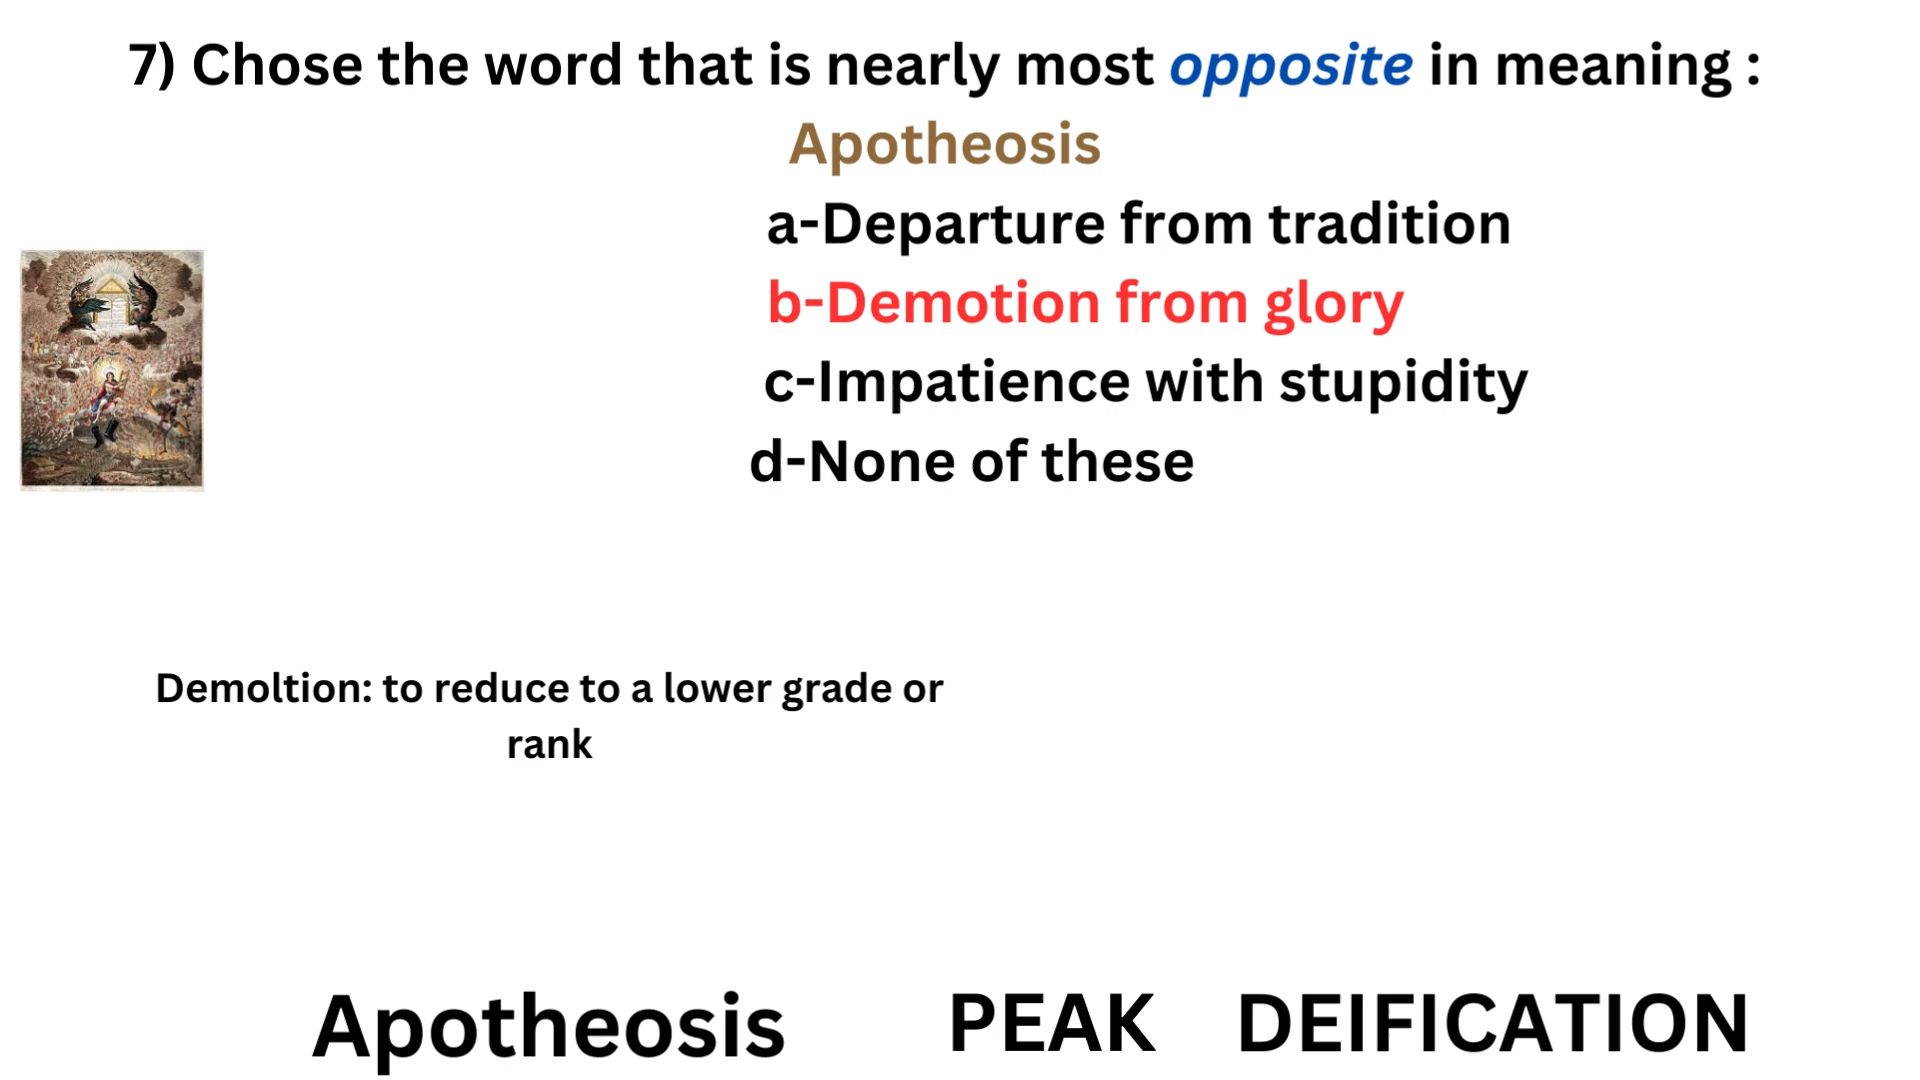 7) Chose the word that is nearly most opposite in meaning :
Apotheosis
a-Departure from tradition
b-Demotion from glory
c-Impatience with stupidity
d-None of these
Demoltion: to reduce to a lower grade or
rank
Apotheosis PEAK DEIFICATION